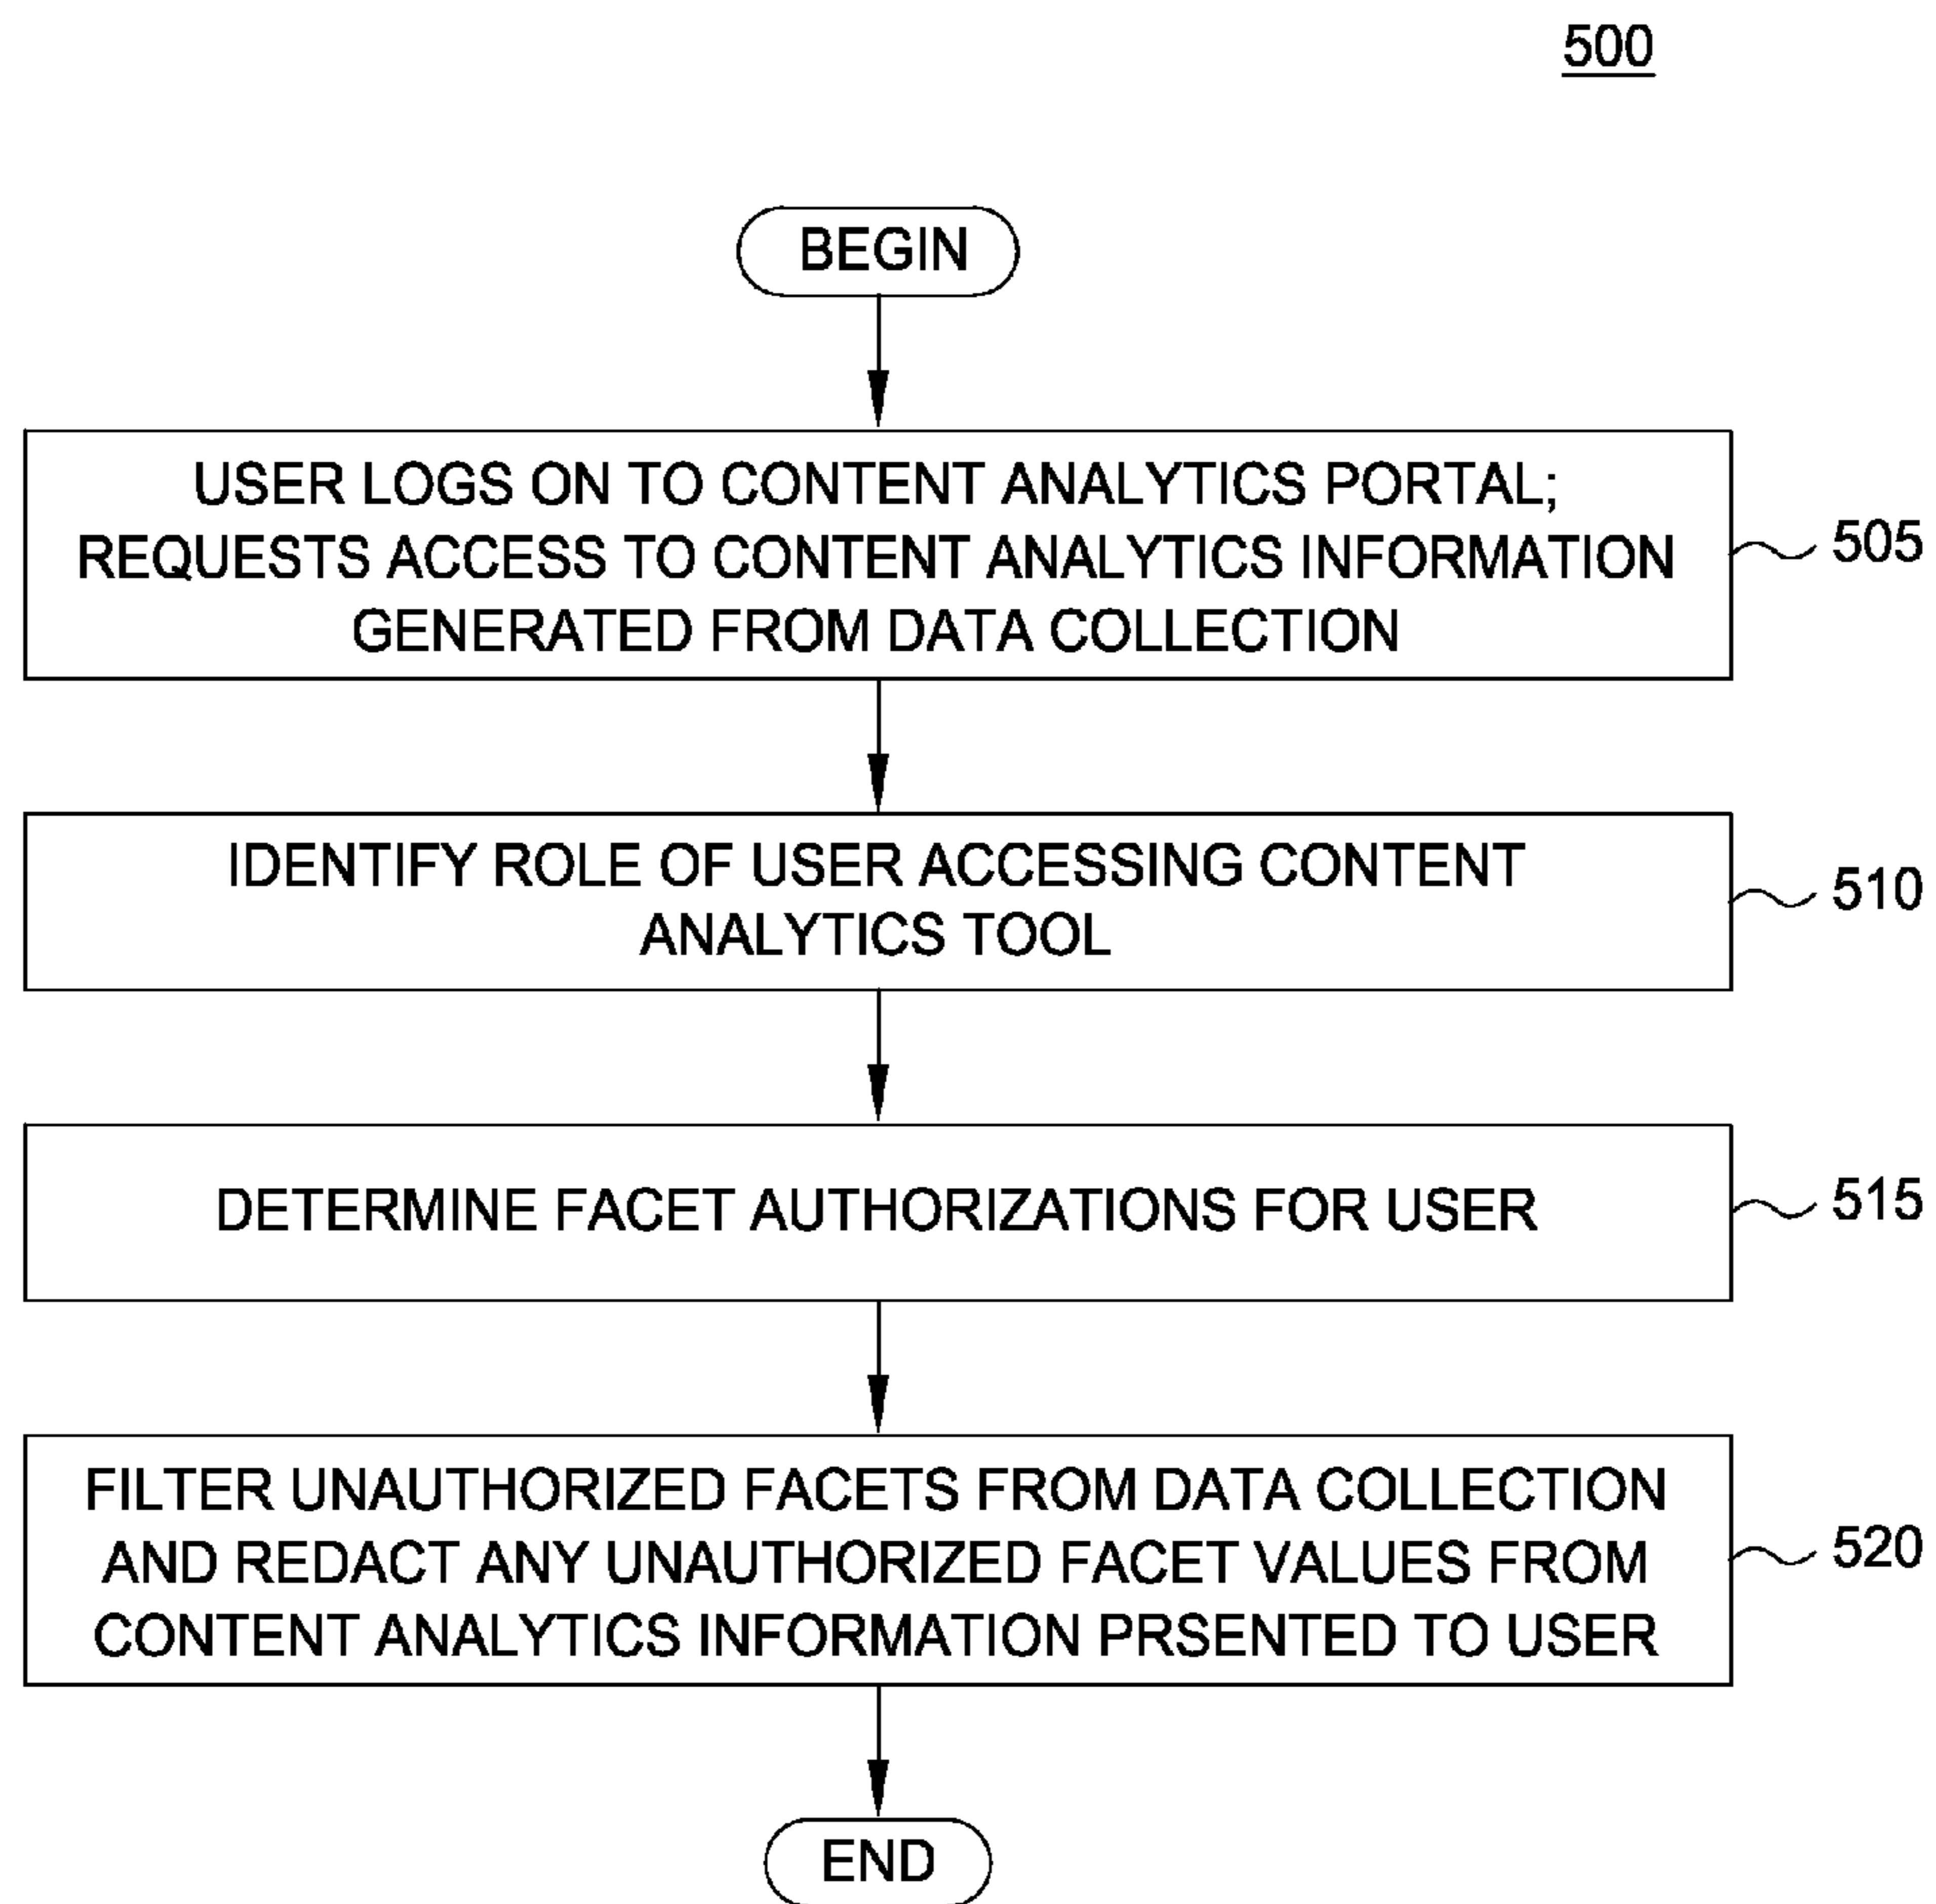 500
BEGIN
USER LOGS ON TO CONTENT ANALYTICS PORTAL;
REQUESTS ACCESS TO CONTENT ANALYTICS INFORMATION
GENERATED FROM DATA COLLECTION
505
IDENTIFY ROLE OF USER ACCESSING CONTENT
ANALYTICS TOOL
510
DETERMINE FACET AUTHORIZATIONS FOR USER
515
FILTER UNAUTHORIZED FACETS FROM DATA COLLECTION
AND REDACT ANY UNAUTHORIZED FACET VALUES FROM
CONTENT ANALYTICS INFORMATION PRSENTED TO USER
520
END